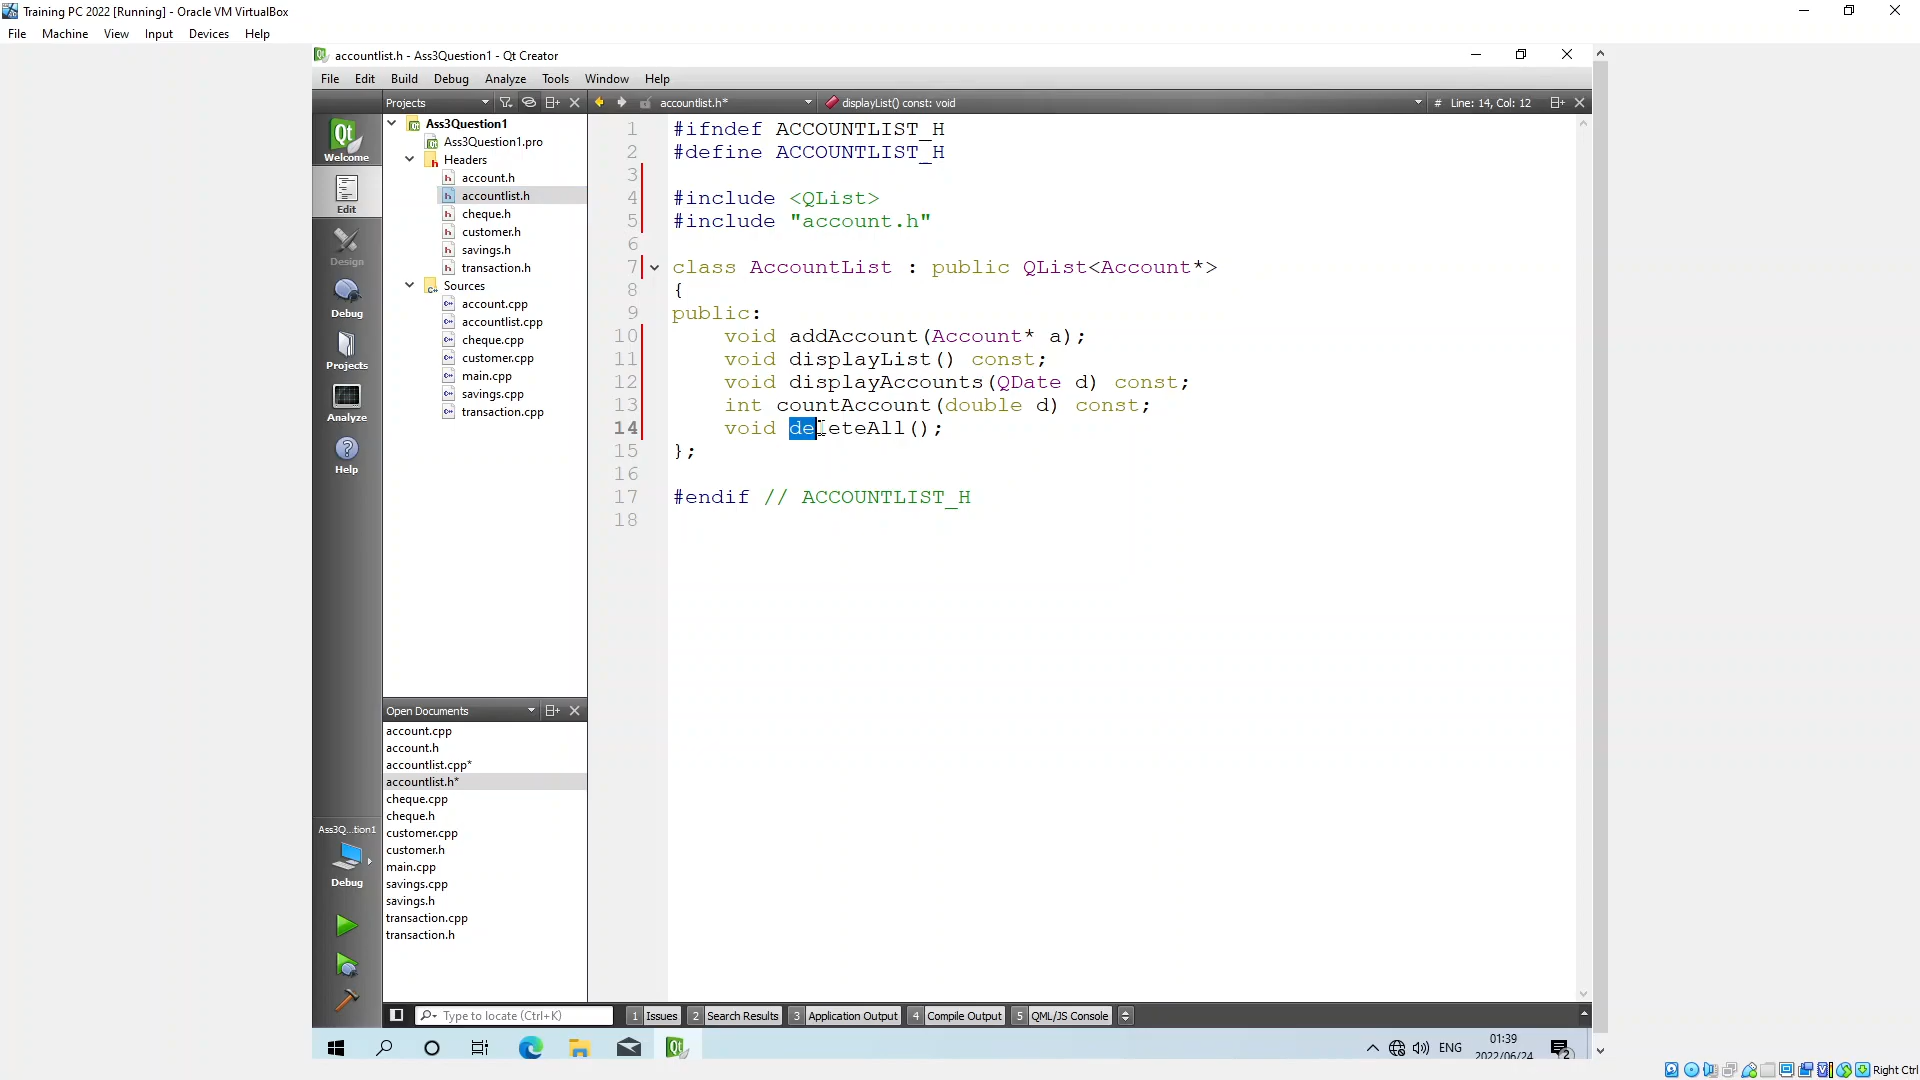 Training PC 2022 [Running] - Oracle VM VirtualBox
File Machine View Input Devices Help
accountlist.h - Ass3Question1 - Qt Creator
File Edit Build Debug Analyze Tools Window Help
Projects
accountlist.h*
displayList() const: void
# Line: 14, Col: 12
Welcome
Edit
Design
Debug
Projects
Analyze
Help
Ass3Question1
Ass3Question1.pro
Headers
account.h
accountlist.h
cheque.h
customer.h
savings.h
transaction.h
Sources
account.cpp
accountlist.cpp
cheque.cpp
customer.cpp
main.cpp
savings.cpp
transaction.cpp
1 #ifndef ACCOUNTLIST_H
2 #define ACCOUNTLIST_H
3
4 #include <QList>
5 #include "account.h"
6
7 class AccountList : public QList<Account*>
8 {
9 public:
10 void addAccount(Account* a);
11 void displayList() const;
12 void displayAccounts(QDate d) const;
13 int countAccount(double d) const;
14 void deleteAll();
15 };
16
17 #endif // ACCOUNTLIST_H
18
Open Documents
account.cpp
account.h
accountlist.cpp*
accountlist.h*
cheque.cpp
cheque.h
customer.cpp
customer.h
main.cpp
savings.cpp
savings.h
transaction.cpp
transaction.h
Ass3Q...tion1
Debug
Type to locate (Ctrl+K)
1 Issues 2 Search Results 3 Application Output 4 Compile Output 5 QML/JS Console
ENG
01:39
2022/06/24
2
Right Ctrl